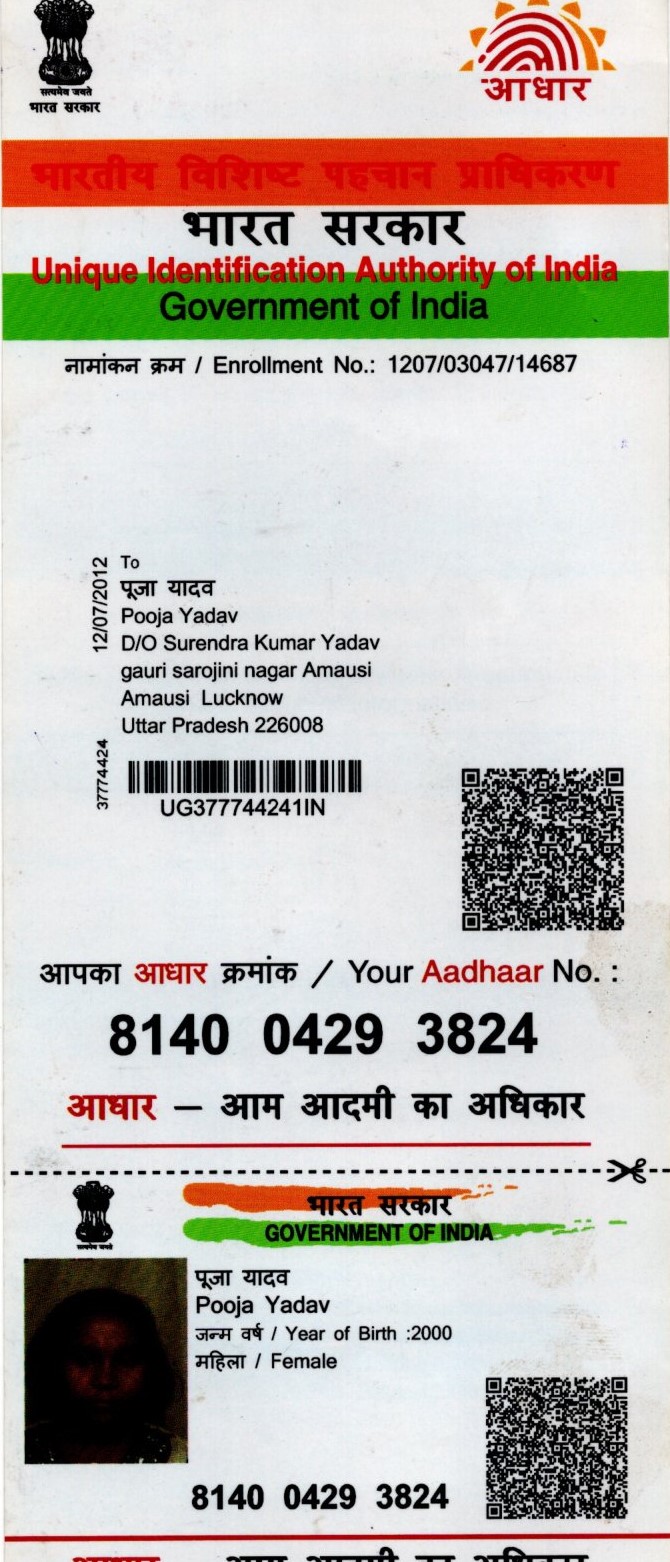 सत्यमेव जयते
भारत सरकार
आधार
भारतीय विशिष्ट पहचान प्राधिकरण
भारत सरकार
Unique Identification Authority of India
Government of India
नामांकन क्रम / Enrollment No.: 1207/03047/14687
12/07/2012
To
पूजा यादव
Pooja Yadav
D/O Surendra Kumar Yadav
gauri sarojini nagar Amausi
Amausi Lucknow
Uttar Pradesh 226008
37774424
UG377744241IN
आपका आधार क्रमांक / Your Aadhaar No. :
8140 0429 3824
आधार – आम आदमी का अधिकार
सत्यमेव जयते
भारत सरकार
GOVERNMENT OF INDIA
पूजा यादव
Pooja Yadav
जन्म वर्ष / Year of Birth :2000
महिला / Female
8140 0429 3824